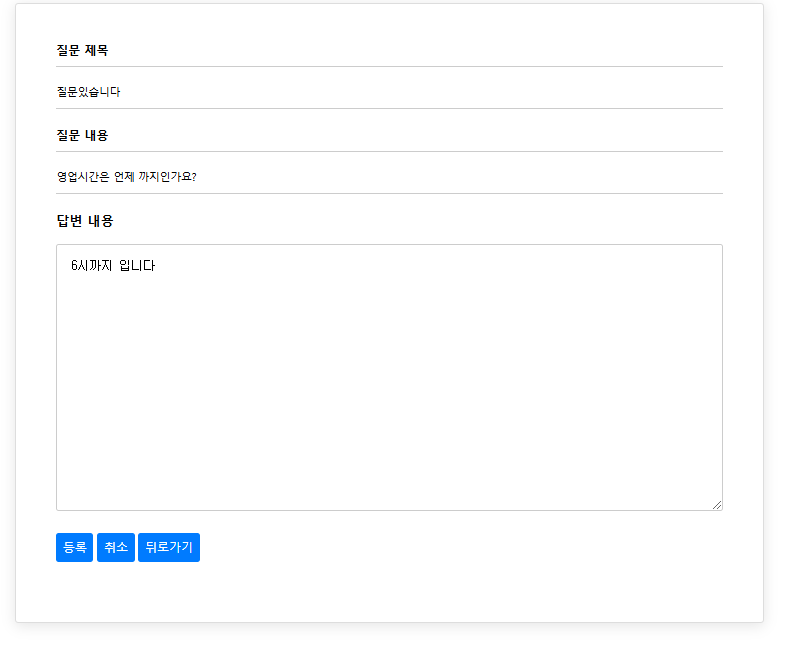 질문 제목
질문있습니다
질문 내용
영업시간은 언제 까지인가요?
답변 내용
6시까지 입니다
등록 취소 뒤로가기